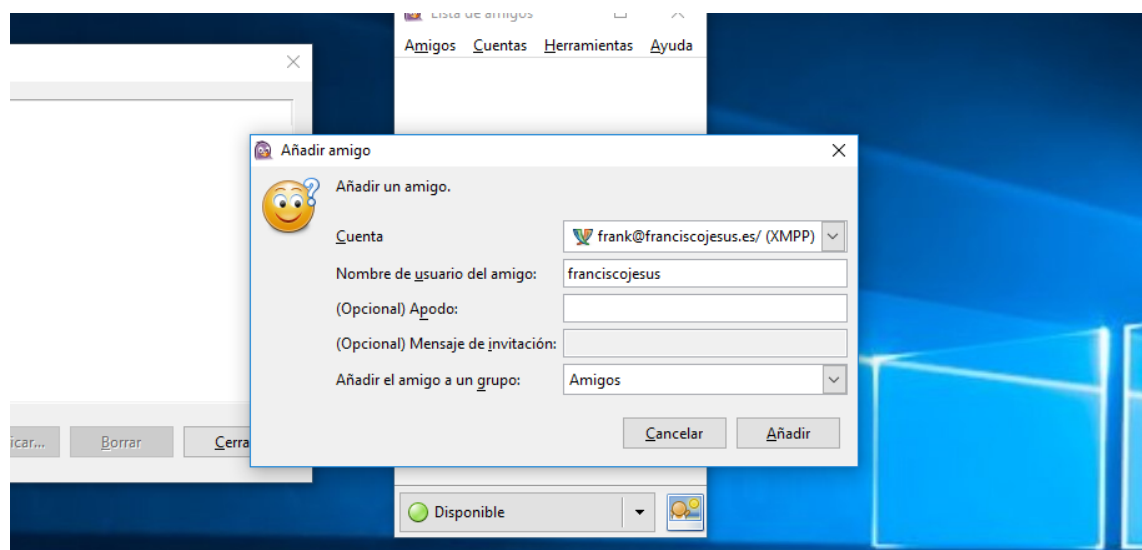 Lista de amigos
Amigos Cuentas Herramientas Ayuda
Añadir amigo
Añadir un amigo.
Cuenta frank@franciscojesus.es/ (XMPP)
Nombre de usuario del amigo: franciscojesus
(Opcional) Apodo:
(Opcional) Mensaje de invitación:
Añadir el amigo a un grupo: Amigos
Cancelar Añadir
icar... Borrar Cerra
Disponible